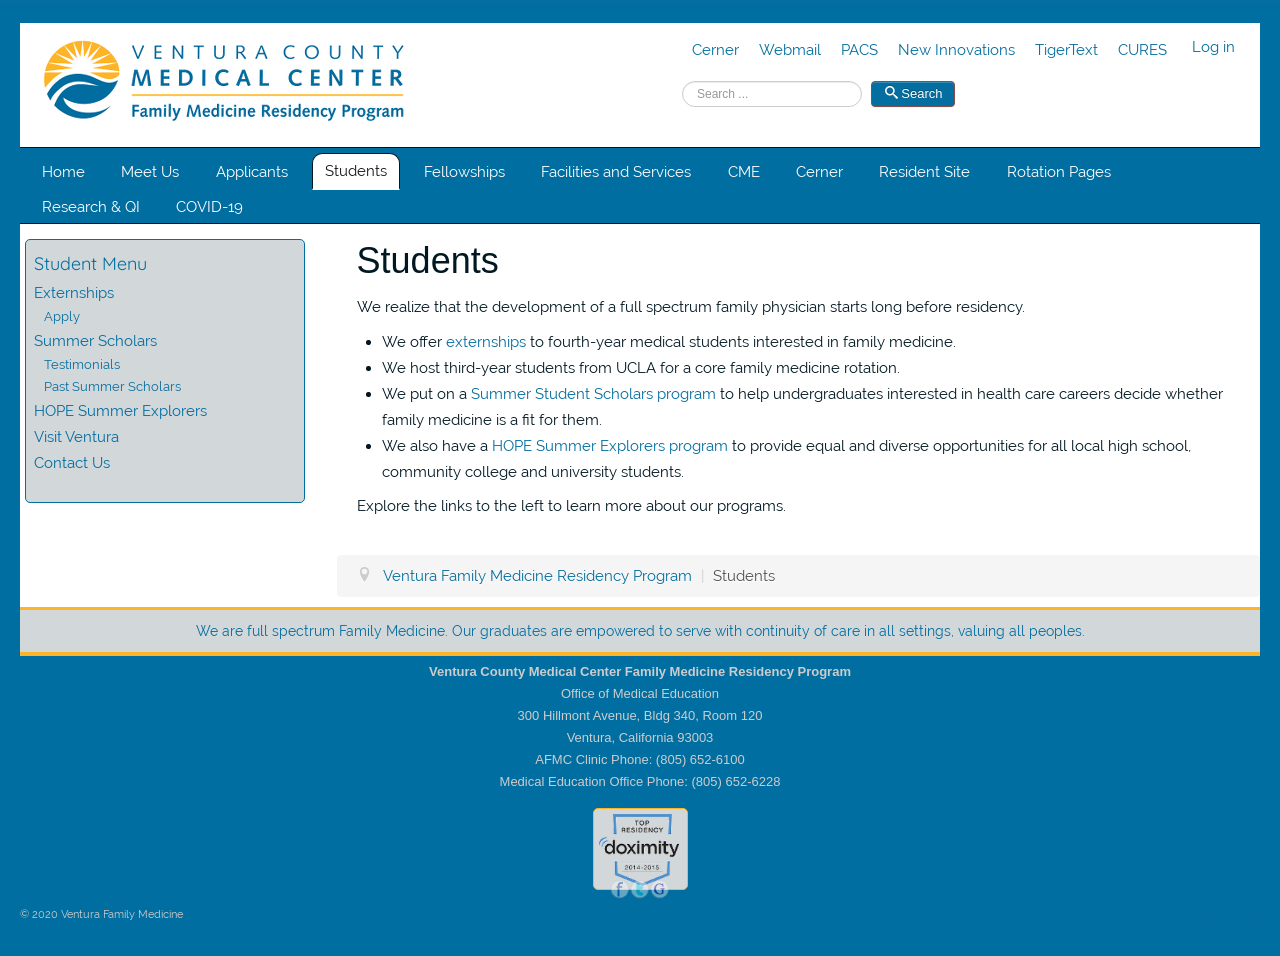 VENTURA COUNTY
MEDICAL CENTER
Family Medicine Residency Program
Cerner Webmail PACS New Innovations TigerText CURES Log in
Search ... Search
Home Meet Us Applicants Students Fellowships Facilities and Services CME Cerner Resident Site Rotation Pages
Research & QI COVID-19
Student Menu
Externships
Apply
Summer Scholars
Testimonials
Past Summer Scholars
HOPE Summer Explorers
Visit Ventura
Contact Us
Students
We realize that the development of a full spectrum family physician starts long before residency.
We offer externships to fourth-year medical students interested in family medicine.
We host third-year students from UCLA for a core family medicine rotation.
We put on a Summer Student Scholars program to help undergraduates interested in health care careers decide whether
family medicine is a fit for them.
We also have a HOPE Summer Explorers program to provide equal and diverse opportunities for all local high school,
community college and university students.
Explore the links to the left to learn more about our programs.
Ventura Family Medicine Residency Program | Students
We are full spectrum Family Medicine. Our graduates are empowered to serve with continuity of care in all settings, valuing all peoples.
Ventura County Medical Center Family Medicine Residency Program
Office of Medical Education
300 Hillmont Avenue, Bldg 340, Room 120
Ventura, California 93003
AFMC Clinic Phone: (805) 652-6100
Medical Education Office Phone: (805) 652-6228
TOP
RESIDENCY
doximity
2014-2015
f t G
© 2020 Ventura Family Medicine